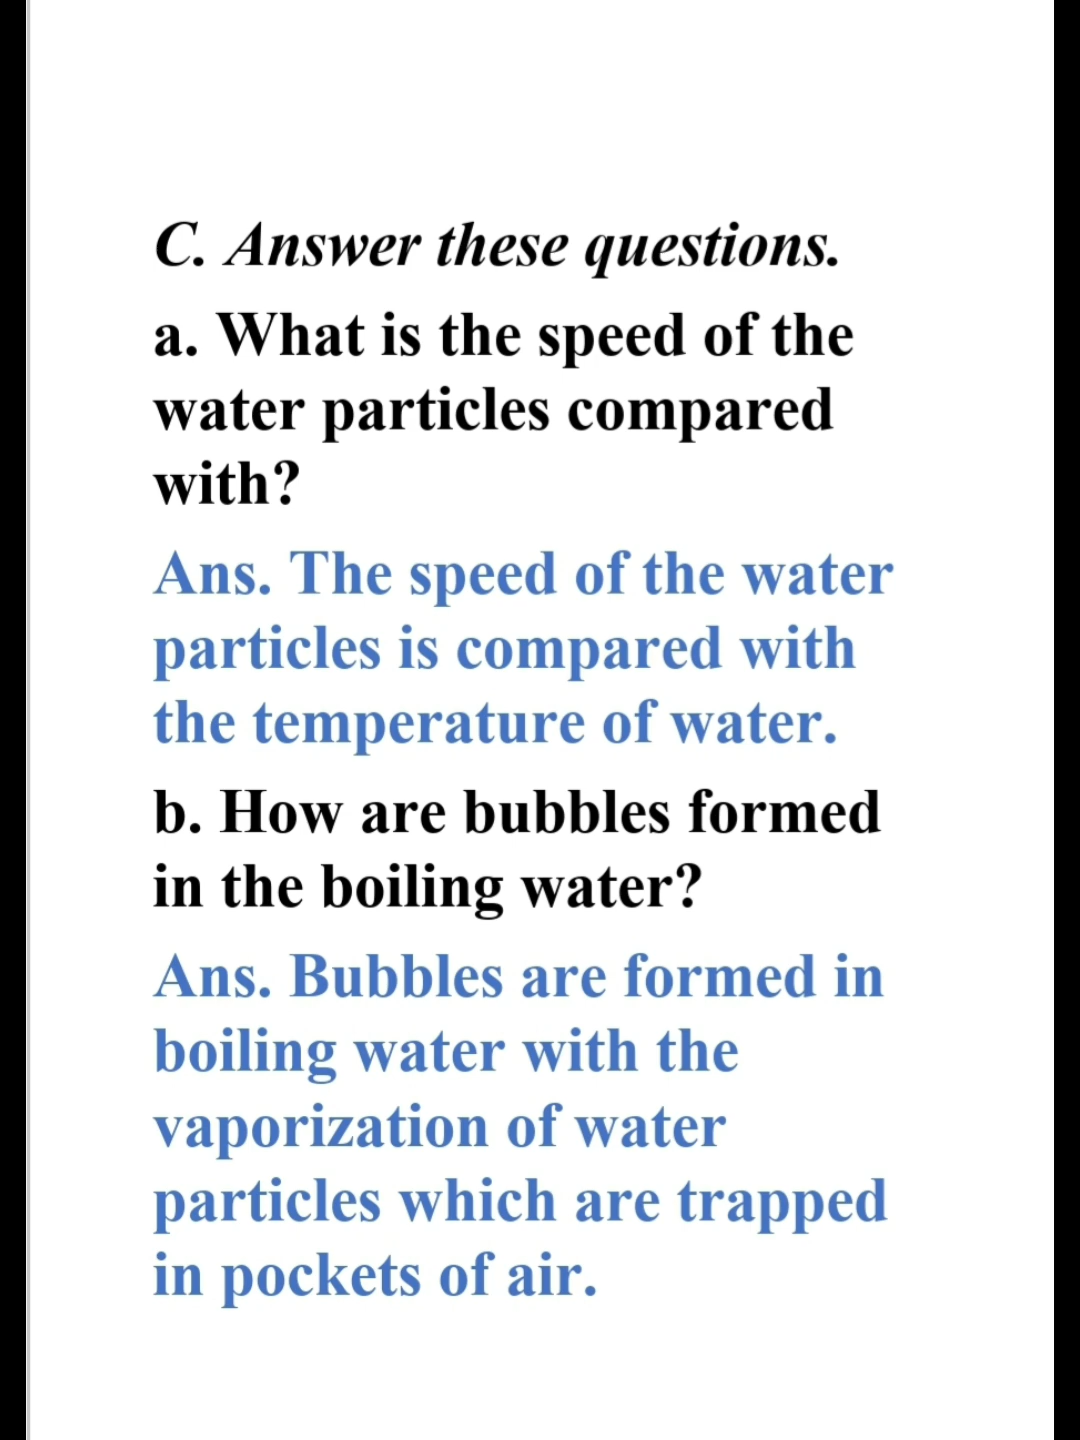 C. Answer these questions.
a. What is the speed of the
water particles compared
with?
Ans. The speed of the water
particles is compared with
the temperature of water.
b. How are bubbles formed
in the boiling water?
Ans. Bubbles are formed in
boiling water with the
vaporization of water
particles which are trapped
in pockets of air.